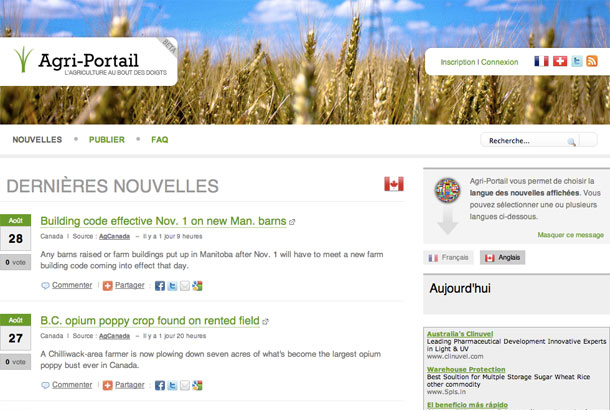 Agri-Portail
BETA
L'AGRICULTURE AU BOUT DES DOIGTS
Inscription | Connexion
NOUVELLES
PUBLIER
FAQ
Recherche...
DERNIÈRES NOUVELLES
Août
28
0 vote
Building code effective Nov. 1 on new Man. barns
Canada | Source : AgCanada – Il y a 1 jour 9 heures
Any barns raised or farm buildings put up in Manitoba after Nov. 1 will have to meet a new farm
building code coming into effect that day.
Commenter Partager :
Août
27
0 vote
B.C. opium poppy crop found on rented field
Canada | Source : AgCanada – Il y a 1 jour 20 heures
A Chilliwack-area farmer is now plowing down seven acres of what's become the largest opium
poppy bust ever in Canada.
Commenter Partager :
Agri-Portail vous permet de choisir la
langue des nouvelles affichées. Vous
pouvez sélectionner une ou plusieurs
langues ci-dessous.
Masquer ce message
Français
Anglais
Aujourd'hui
Australia's Clinuvel
Leading Pharmaceutical Development Innovative Experts
in Light & UV
www.clinuvel.com
Warehouse Protection
Best Soultion for Multple Storage Sugar Wheat Rice
other commodity
www.Spls.in
El beneficio más rápido